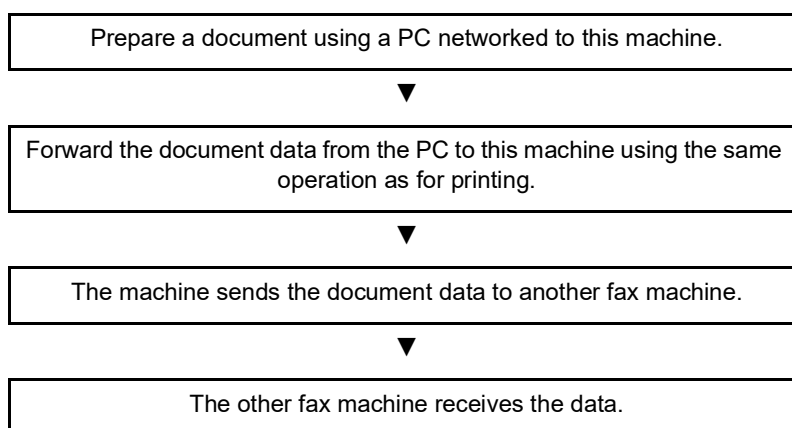 Prepare a document using a PC networked to this machine.
▼
Forward the document data from the PC to this machine using the same
operation as for printing.
▼
The machine sends the document data to another fax machine.
▼
The other fax machine receives the data.